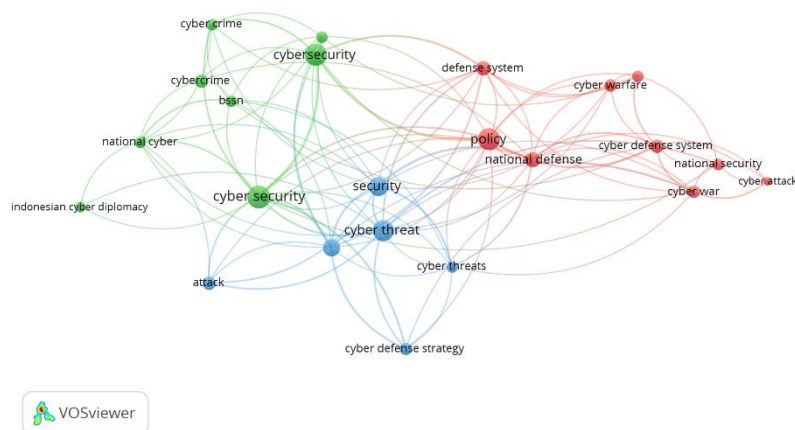 cyber crime
cybersecurity
defense system
cybercrime
cyber warfare
bssn
national cyber
policy
cyber defense system
national defense
national security
security
cyber attack
cyber war
cyber security
indonesian cyber diplomacy
cyber threat
cyber threats
attack
cyber defense strategy
VOSviewer